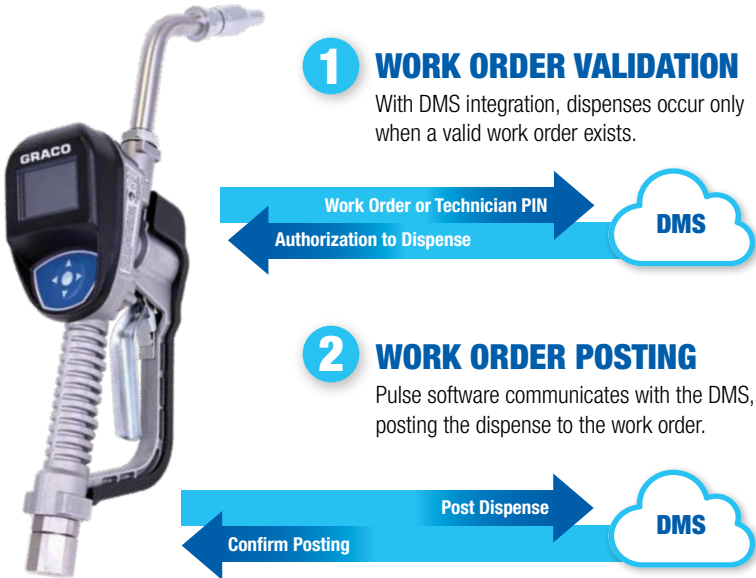 GRACO
1 WORK ORDER VALIDATION
With DMS integration, dispenses occur only
when a valid work order exists.
Work Order or Technician PIN
DMS
Authorization to Dispense
2 WORK ORDER POSTING
Pulse software communicates with the DMS,
posting the dispense to the work order.
Post Dispense
DMS
Confirm Posting